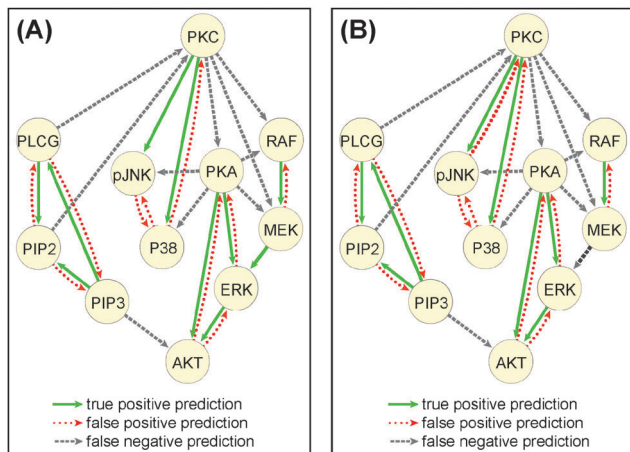 (A)
PKC
PLCG
RAF
pJNK
PKA
PIP2
P38
MEK
PIP3
ERK
AKT
true positive prediction
false positive prediction
false negative prediction
(B)
PKC
PLCG
RAF
pJNK
PKA
PIP2
P38
MEK
PIP3
ERK
AKT
true positive prediction
false positive prediction
false negative prediction